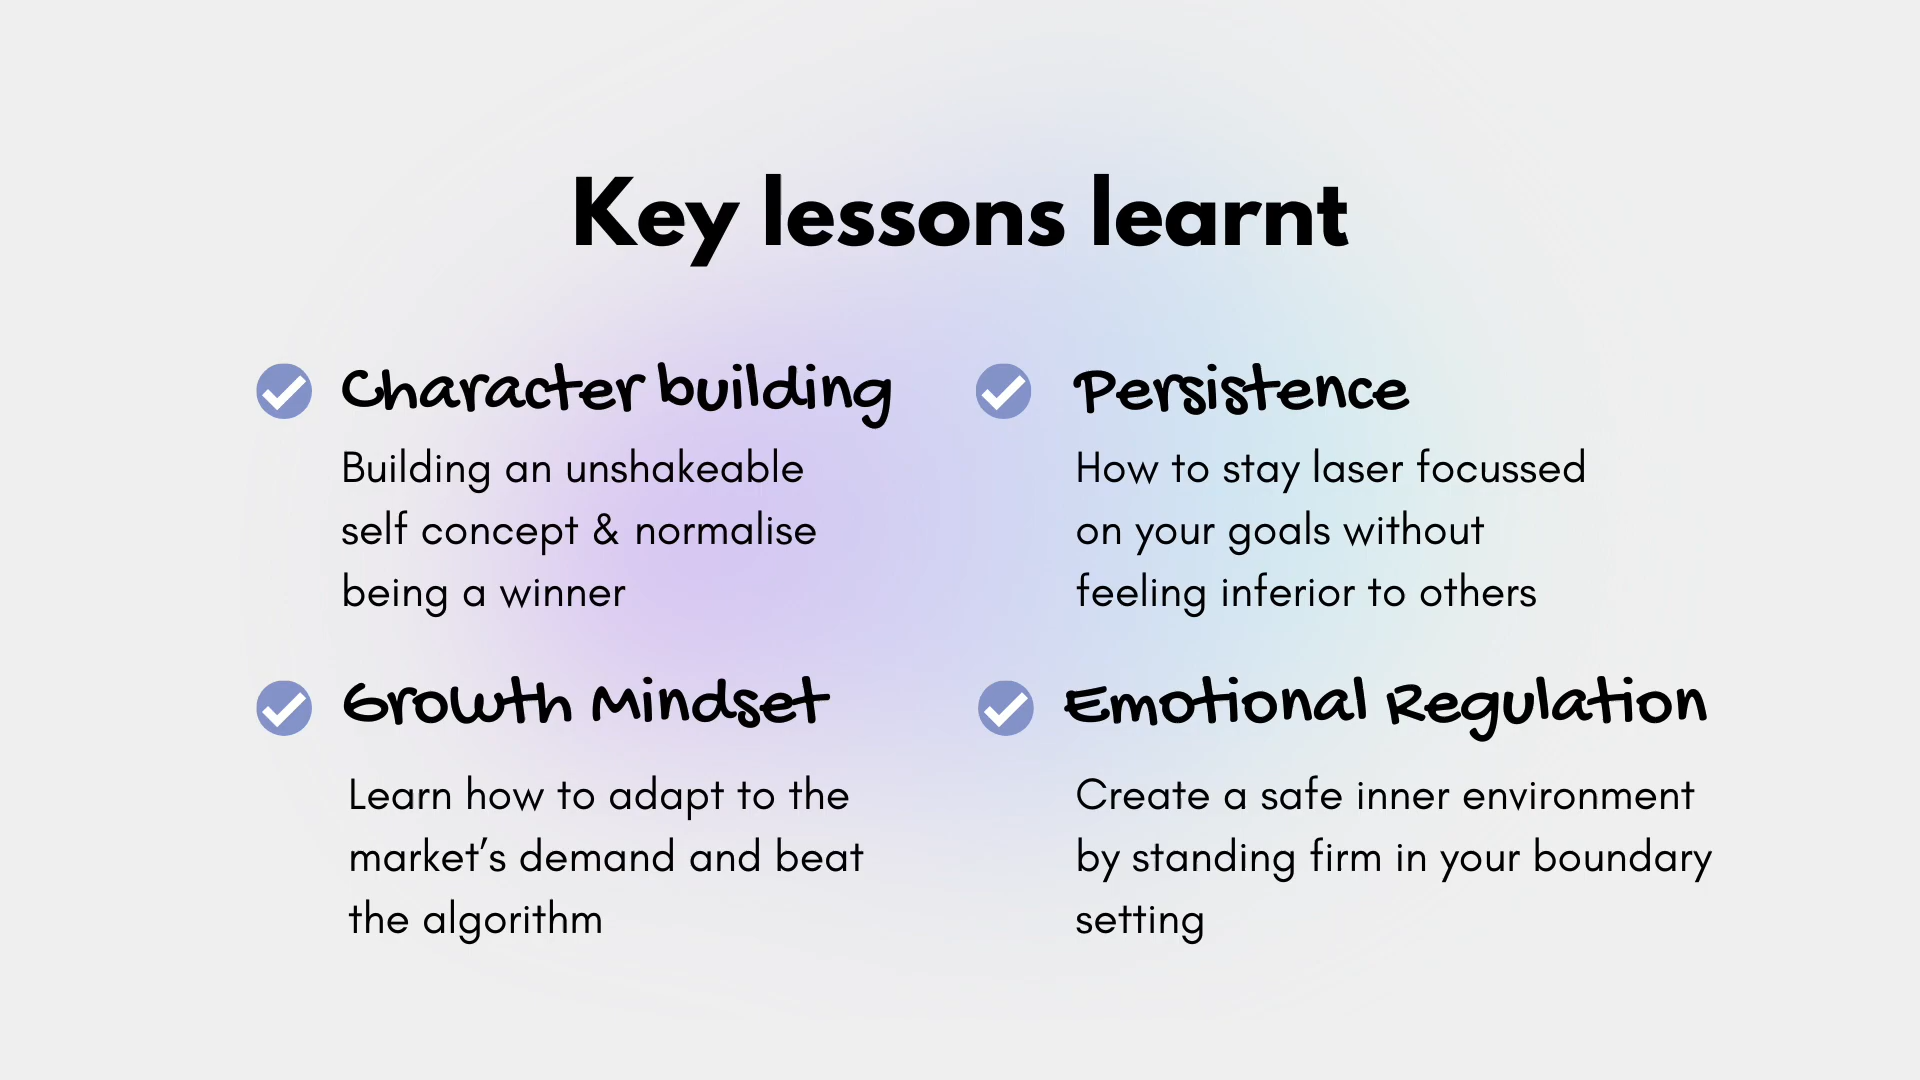 Key lessons learnt
Character building
Building an unshakeable
self concept & normalise
being a winner
Persistence
How to stay laser focussed
on your goals without
feeling inferior to others
Growth Mindset
Learn how to adapt to the
market’s demand and beat
the algorithm
Emotional Regulation
Create a safe inner environment
by standing firm in your boundary
setting